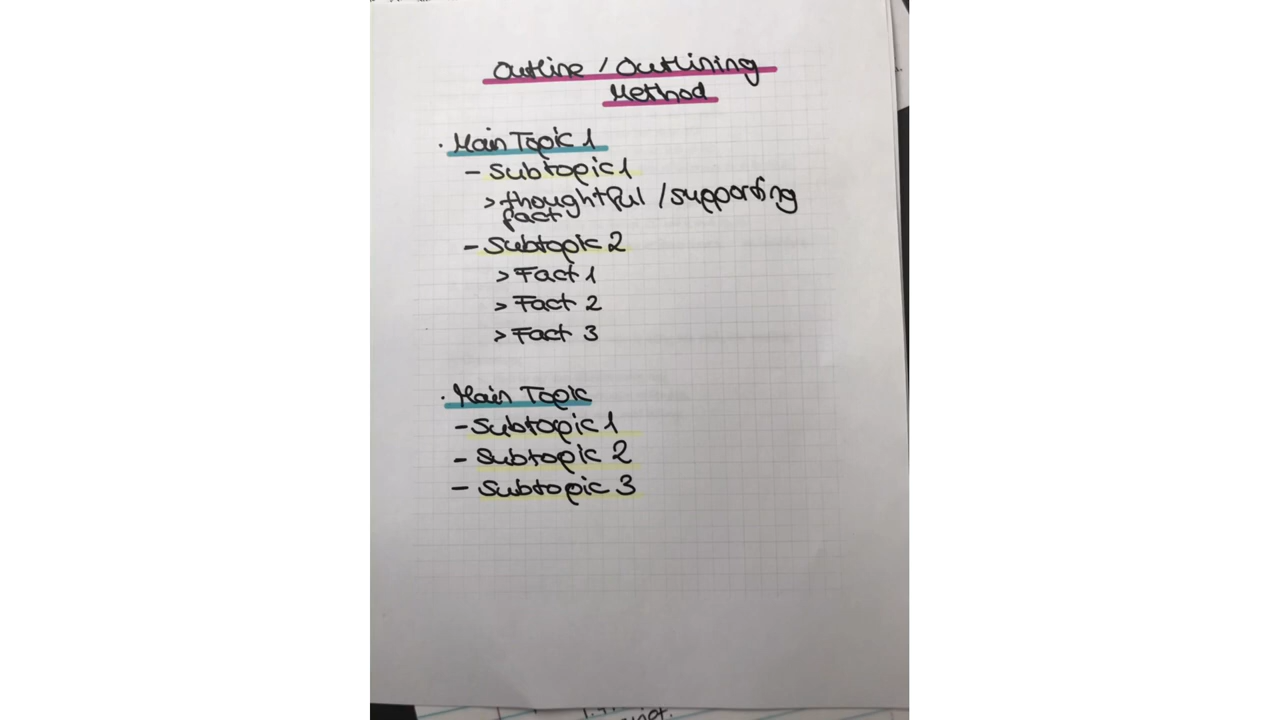 Outline / Outlining
Method
· Main Topic 1
- Subtopic 1
> thoughtful / supporting
fact
- Subtopic 2
> Fact 1
> Fact 2
> Fact 3
· Main Topic
- Subtopic 1
- Subtopic 2
- Subtopic 3